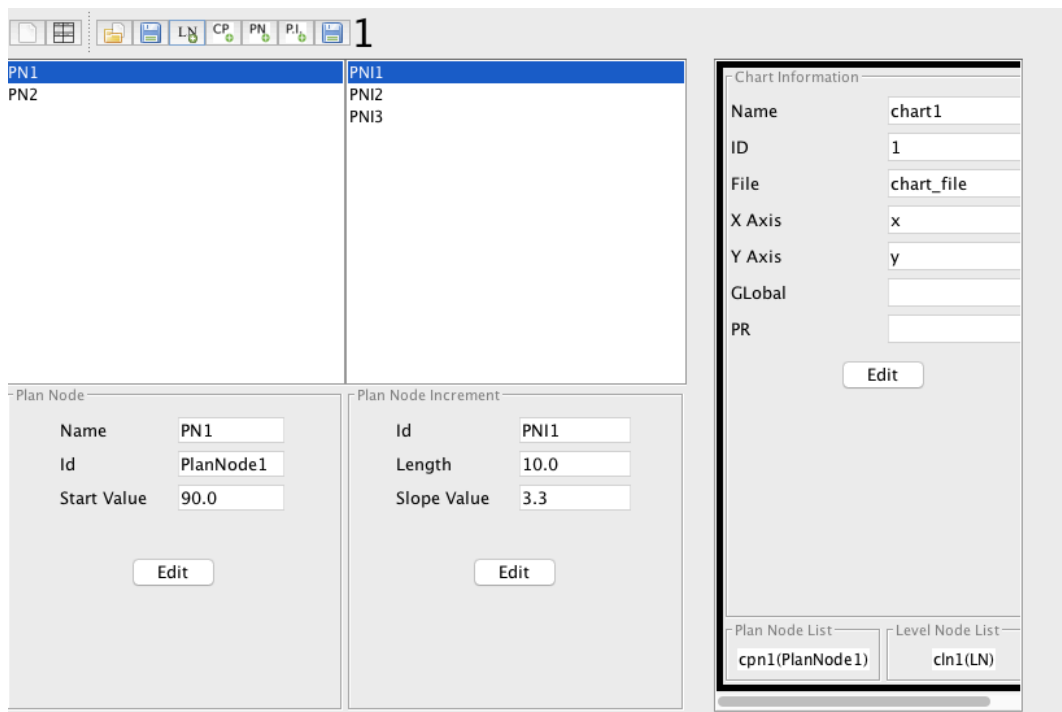 LN CP PN P.I. 1
PN1
PN2
PNI1
PNI2
PNI3
Plan Node
Name PN1
Id PlanNode1
Start Value 90.0
Edit
Plan Node Increment
Id PNI1
Length 10.0
Slope Value 3.3
Edit
Chart Information
Name chart1
ID 1
File chart_file
X Axis x
Y Axis y
GLobal
PR
Edit
Plan Node List
cpn1(PlanNode1)
Level Node List
cln1(LN)